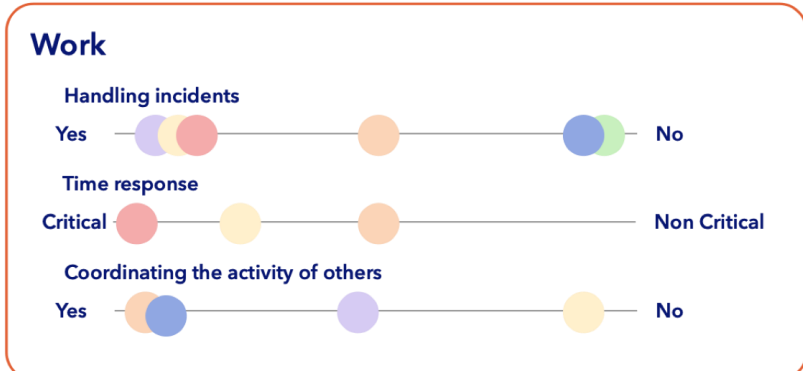 Work
Handling incidents
Yes No
Time response
Critical Non Critical
Coordinating the activity of others
Yes No